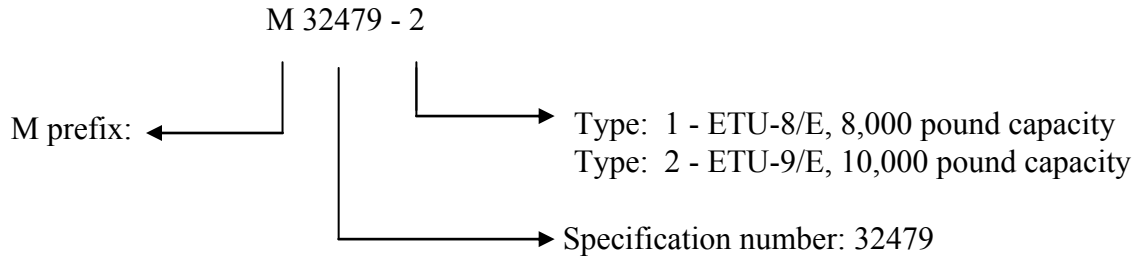 M 32479 - 2
M prefix:
Type: 1 - ETU-8/E, 8,000 pound capacity
Type: 2 - ETU-9/E, 10,000 pound capacity
Specification number: 32479